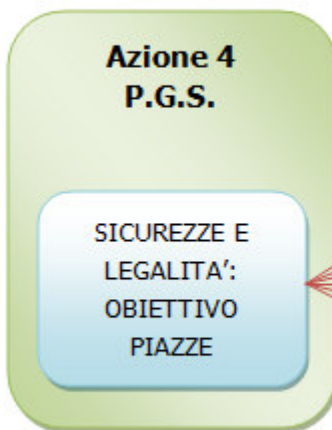 Azione 4
P.G.S.
SICUREZZE E
LEGALITA’:
OBIETTIVO
PIAZZE